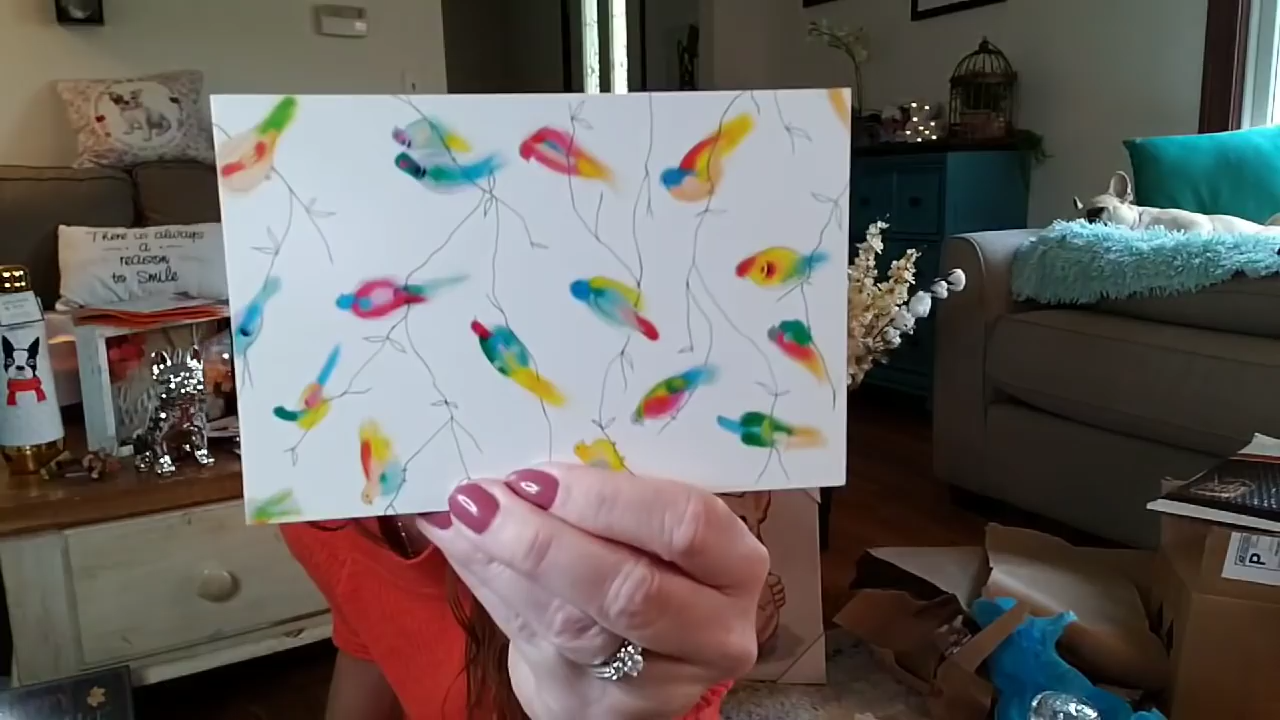 There is always
a
reason
to Smile
P